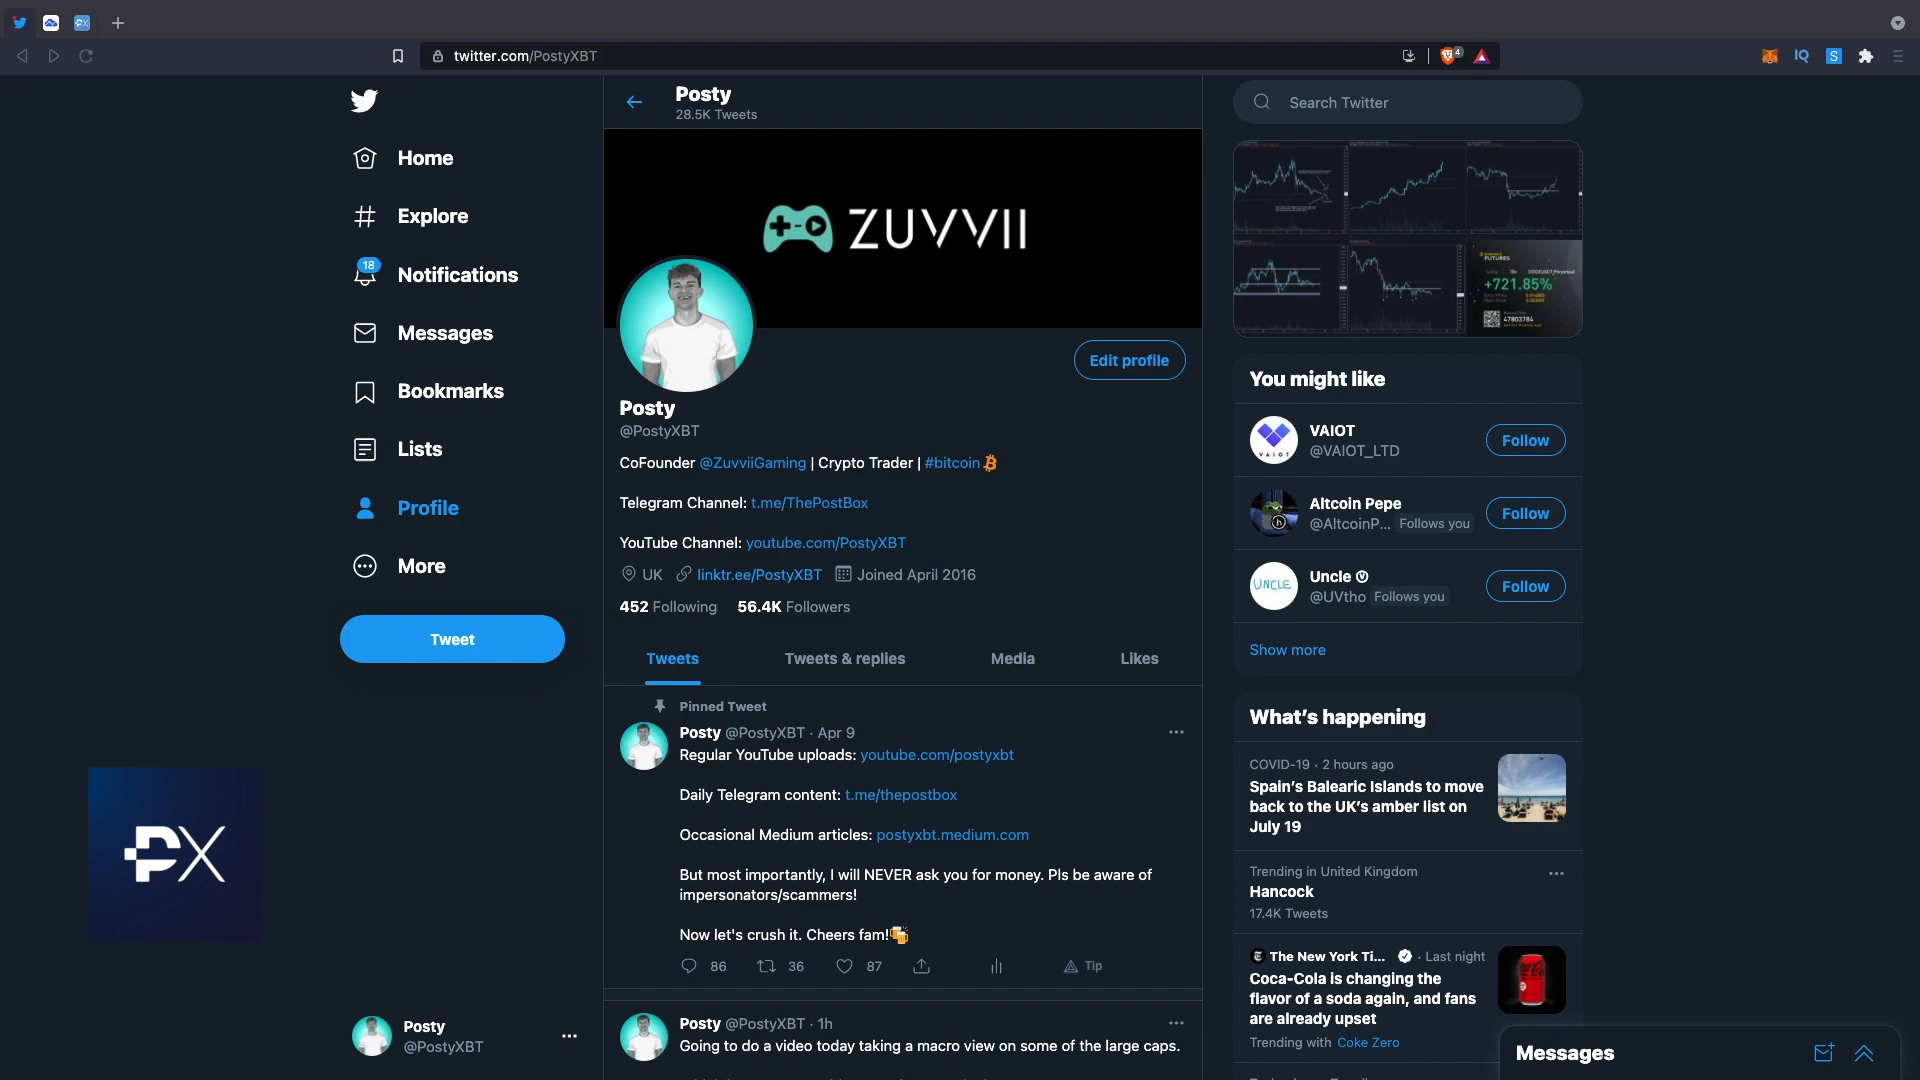 twitter.com/PostyXBT
4
IQ
S
Home
Explore
18
Notifications
Messages
Bookmarks
Lists
Profile
More
Tweet
PX
Posty
@PostyXBT
Posty
28.5K Tweets
ZUVVII
Edit profile
Posty
@PostyXBT
CoFounder @ZuvviiGaming | Crypto Trader | #bitcoin
Telegram Channel: t.me/ThePostBox
YouTube Channel: youtube.com/PostyXBT
UK linktr.ee/PostyXBT Joined April 2016
452 Following 56.4K Followers
Tweets Tweets & replies Media Likes
Pinned Tweet
Posty @PostyXBT · Apr 9
Regular YouTube uploads: youtube.com/postyxbt
Daily Telegram content: t.me/thepostbox
Occasional Medium articles: postyxbt.medium.com
But most importantly, I will NEVER ask you for money. Pls be aware of
impersonators/scammers!
Now let's crush it. Cheers fam!
86 36 87 Tip
Posty @PostyXBT · 1h
Going to do a video today taking a macro view on some of the large caps.
Search Twitter
FUTURES
+721.85%
47803784
You might like
VAIOT
@VAIOT_LTD
Follow
VAIOT
Altcoin Pepe
@AltcoinP... Follows you
Follow
UNCLE
Uncle
@UVtho Follows you
Follow
Show more
What's happening
COVID-19 · 2 hours ago
Spain's Balearic Islands to move
back to the UK's amber list on
July 19
Trending in United Kingdom
Hancock
17.4K Tweets
The New York Ti... · Last night
Coca-Cola is changing the
flavor of a soda again, and fans
are already upset
Trending with Coke Zero
Messages